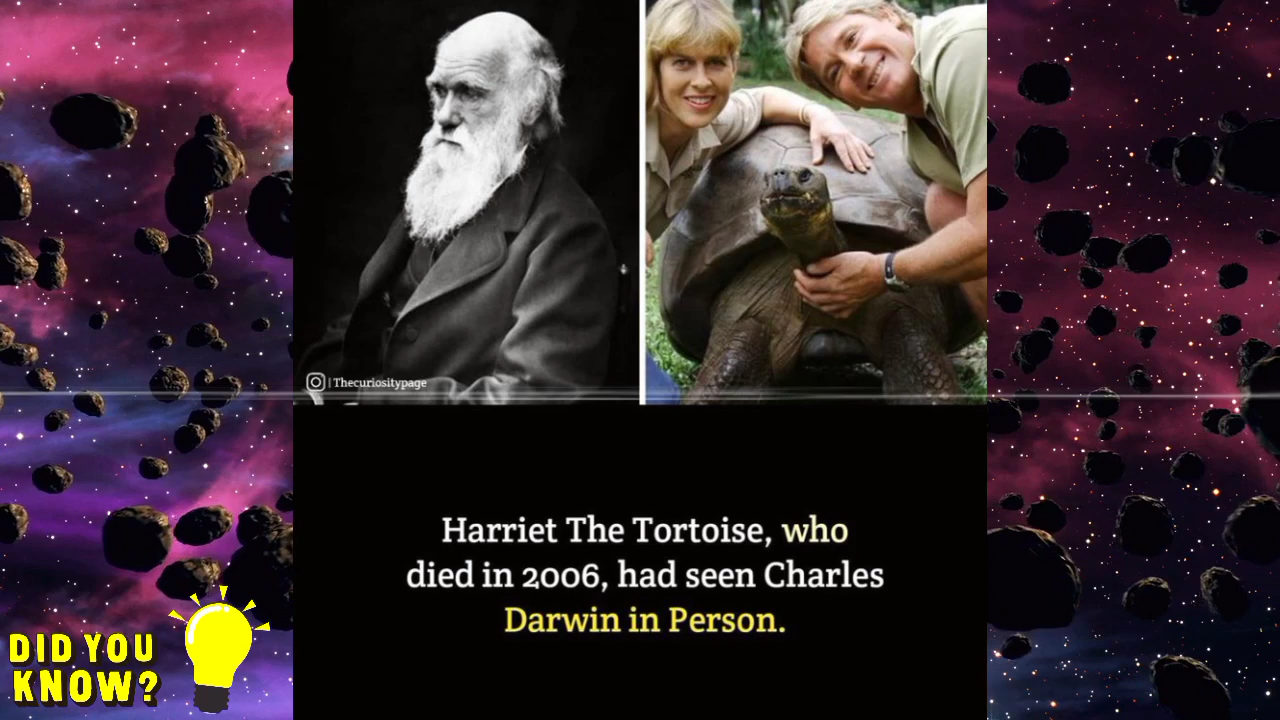 | Thecuriositypage
Harriet The Tortoise, who
died in 2006, had seen Charles
Darwin in Person.
DID YOU
KNOW?